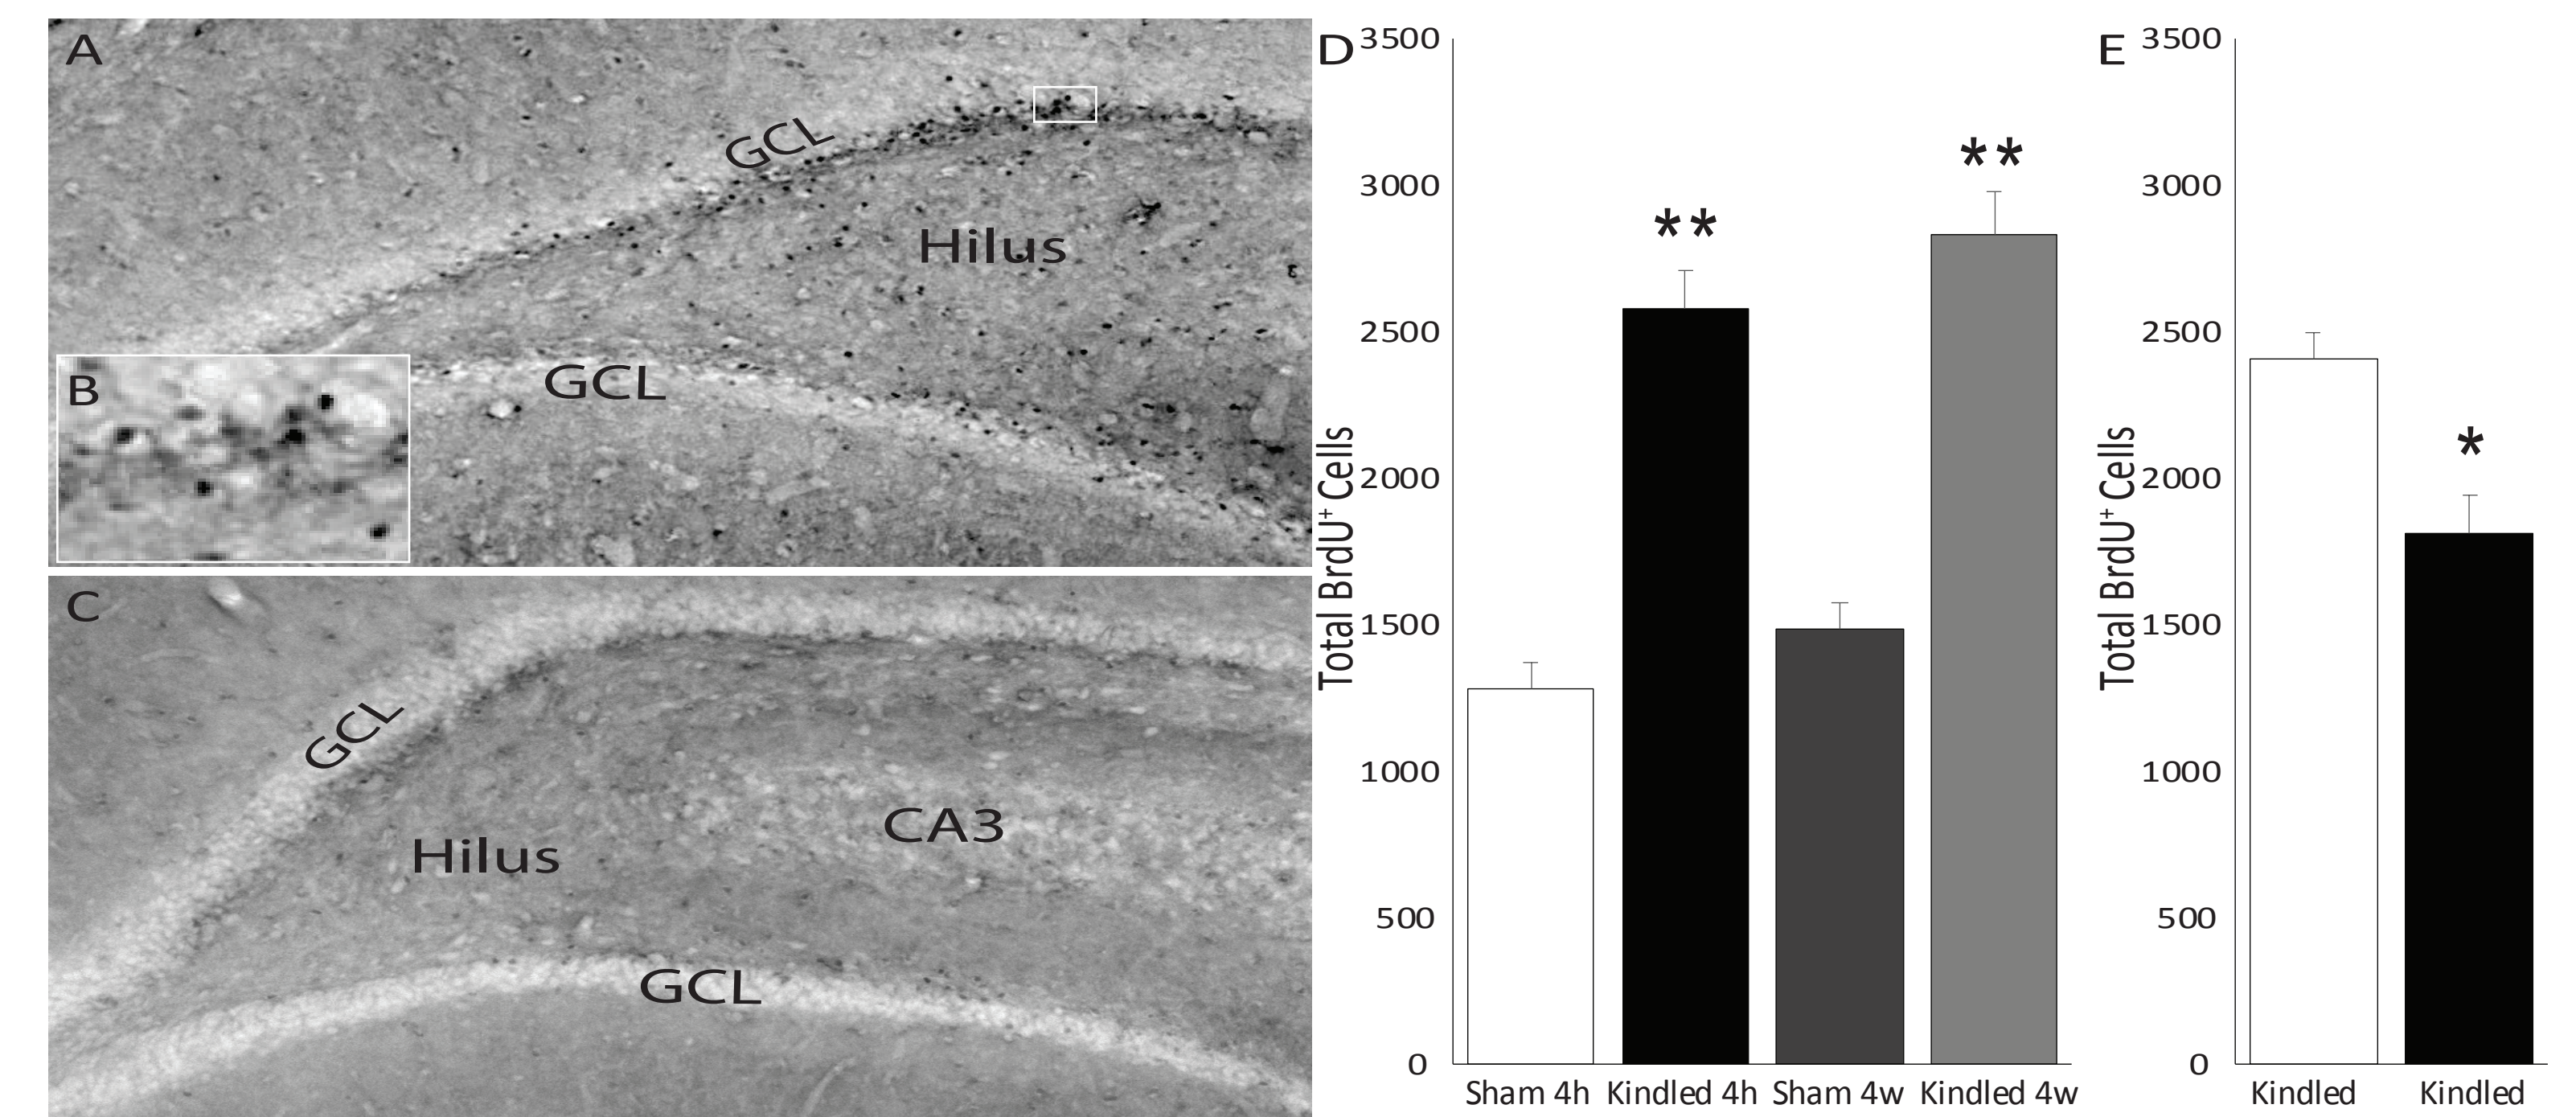 A
GCL
Hilus
GCL
B
C
GCL
Hilus
CA3
GCL
D
Total BrdU⁺ Cells
3500
3000
2500
2000
1500
1000
500
0
**
**
Sham 4h Kindled 4h Sham 4w Kindled 4w
E
Total BrdU⁺ Cells
3500
3000
2500
2000
1500
1000
500
0
*
Kindled Kindled